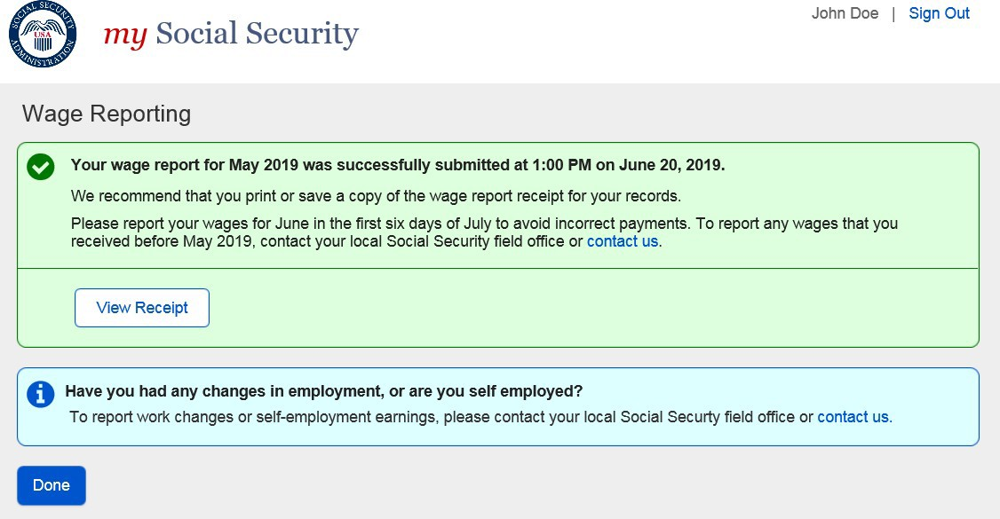 SOCIAL SECURITY
USA
ADMINISTRATION
my Social Security
John Doe | Sign Out
Wage Reporting
Your wage report for May 2019 was successfully submitted at 1:00 PM on June 20, 2019.
We recommend that you print or save a copy of the wage report receipt for your records.
Please report your wages for June in the first six days of July to avoid incorrect payments. To report any wages that you
received before May 2019, contact your local Social Security field office or contact us.
View Receipt
Have you had any changes in employment, or are you self employed?
To report work changes or self-employment earnings, please contact your local Social Securty field office or contact us.
Done